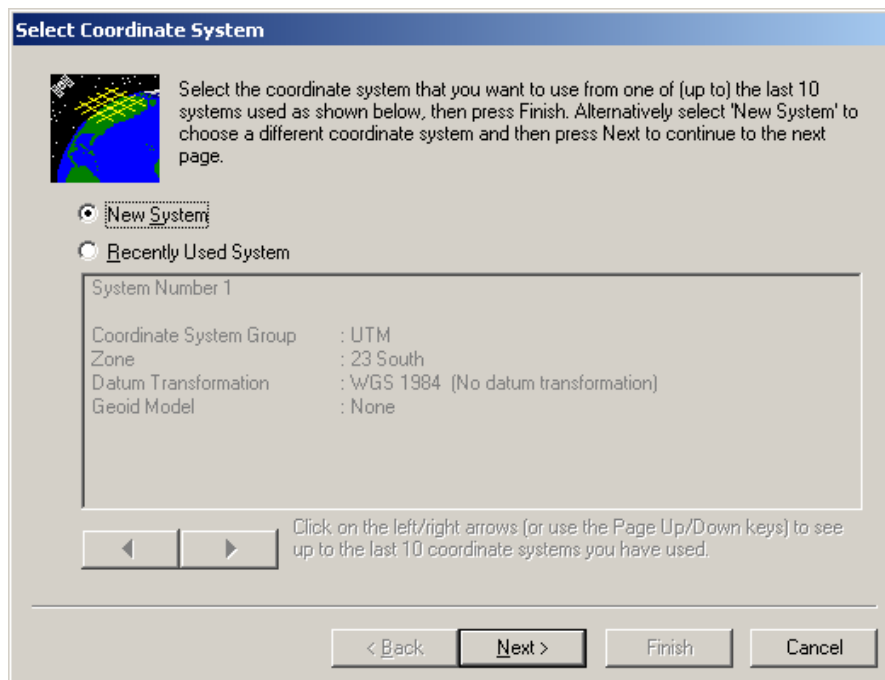 Select Coordinate System
Select the coordinate system that you want to use from one of (up to) the last 10
systems used as shown below, then press Finish. Alternatively select 'New System' to
choose a different coordinate system and then press Next to continue to the next
page.
New System
Recently Used System
System Number 1
Coordinate System Group : UTM
Zone : 23 South
Datum Transformation : WGS 1984 (No datum transformation)
Geoid Model : None
Click on the left/right arrows (or use the Page Up/Down keys) to see
up to the last 10 coordinate systems you have used.
< Back Next > Finish Cancel